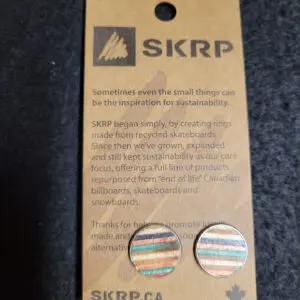 SKRP
Sometimes even the small things can
be the inspiration for sustainability.
SKRP began simply, by creating rings
made from recycled skateboards.
Since then we've grown, expanded
and still kept sustainability as our core
focus, offering a full line of products
repurposed from "end of life" Canadian
billboards, skateboards and
snowboards.
Thanks for helping promote
made and
alternativ
SKRP.CA